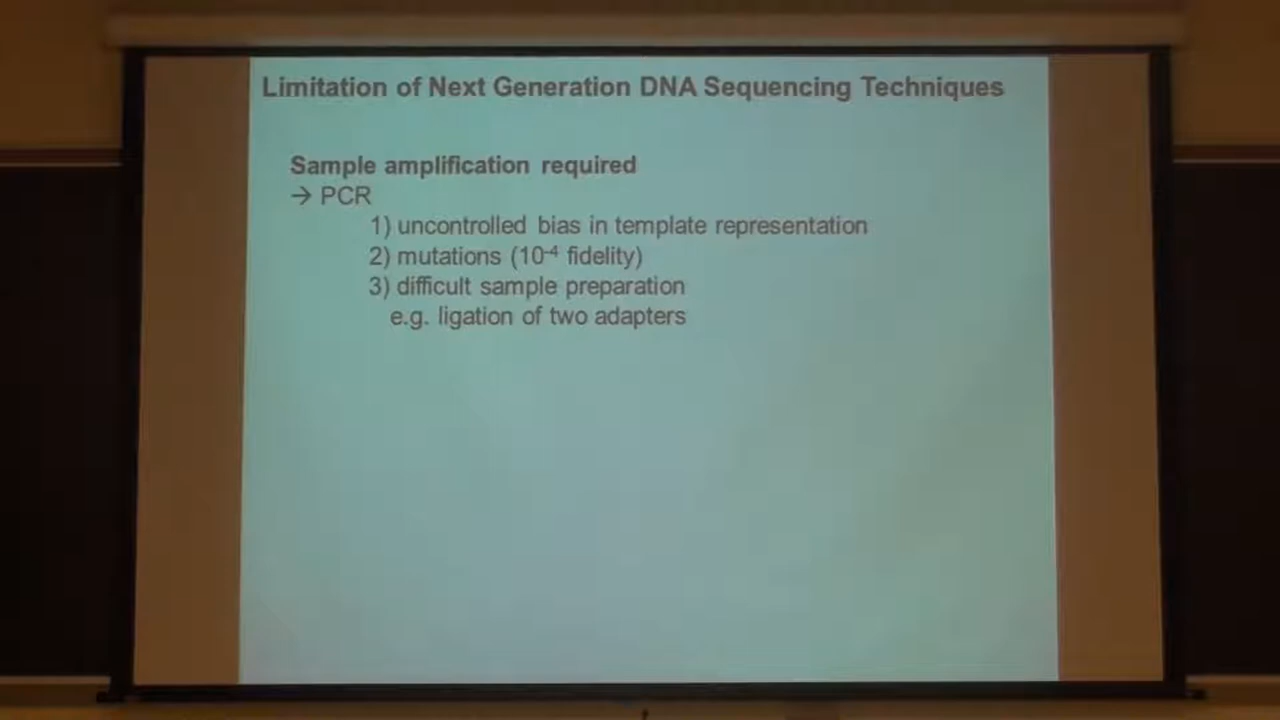 Limitation of Next Generation DNA Sequencing Techniques
Sample amplification required
→ PCR
1) uncontrolled bias in template representation
2) mutations (10⁻⁴ fidelity)
3) difficult sample preparation
e.g. ligation of two adapters